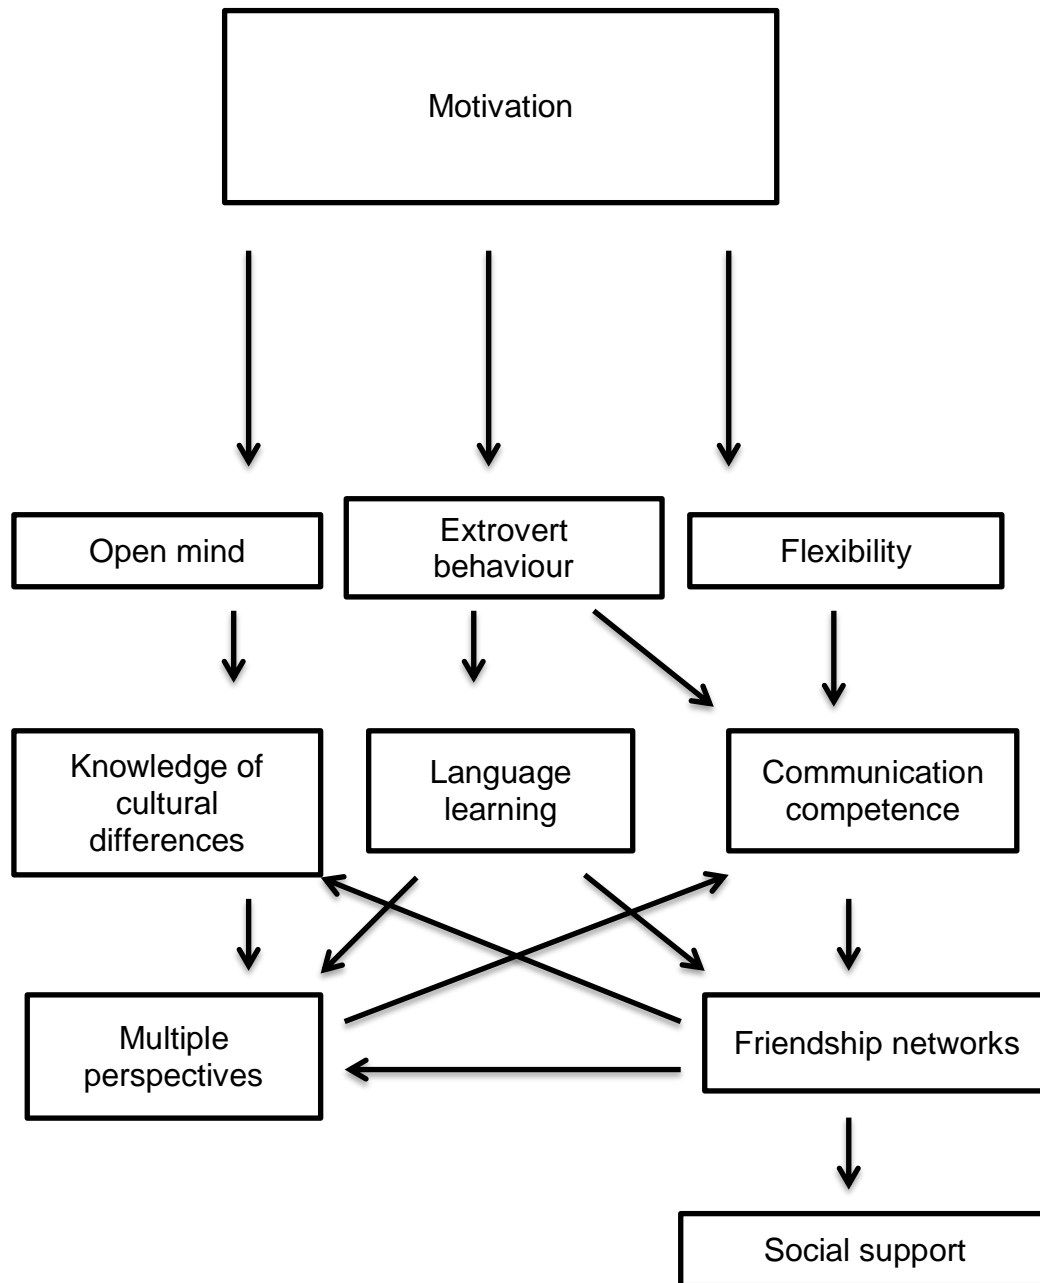 Motivation
Open mind
Extrovert
behaviour
Flexibility
Knowledge of
cultural
differences
Language
learning
Communication
competence
Multiple
perspectives
Friendship networks
Social support